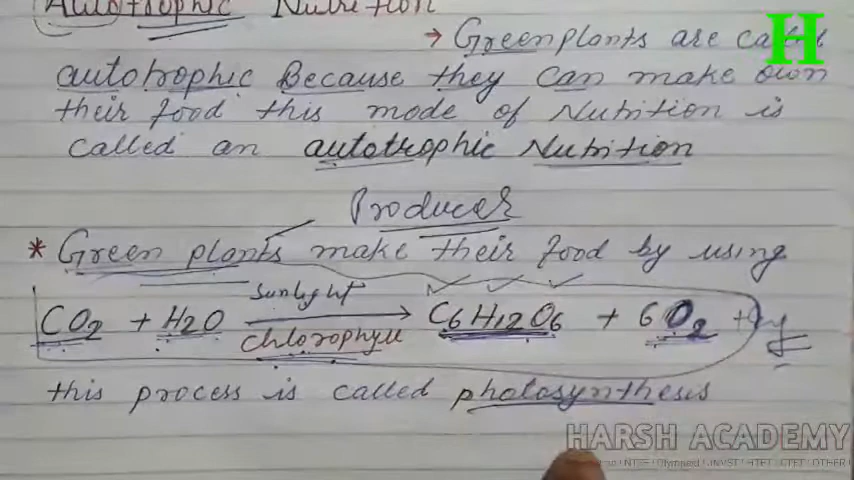 Autotrophic Nutrition
H
→ Green plants are called
autotrophic Because they can make own
their food this mode of Nutrition is
called an autotrophic Nutrition
Producer
* Green plants make their food by using
CO2 + H2O Sunlight Chlorophyll → C6H12O6 + 6O2 +
this process is called photosynthesis
HARSH ACADEMY